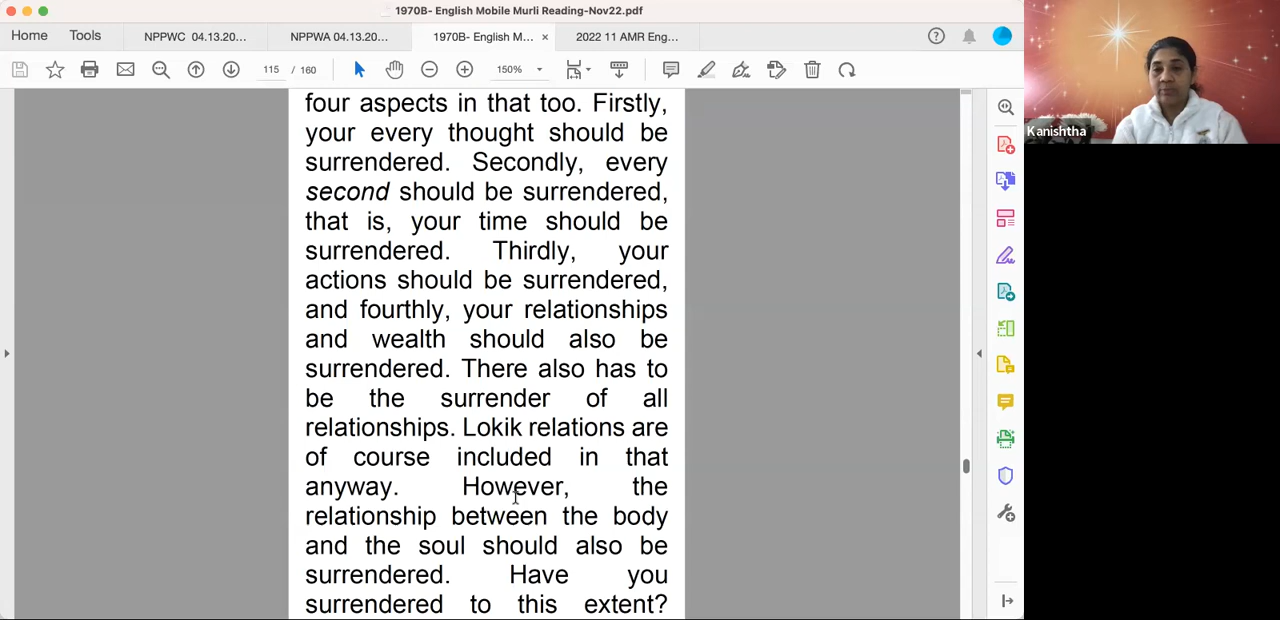 1970B- English Mobile Murli Reading-Nov22.pdf
Home Tools NPPWC 04.13.20... NPPWA 04.13.20... 1970B- English M... × 2022 11 AMR Eng...
115 / 160 150%
four aspects in that too. Firstly,
your every thought should be
surrendered. Secondly, every
second should be surrendered,
that is, your time should be
surrendered. Thirdly, your
actions should be surrendered,
and fourthly, your relationships
and wealth should also be
surrendered. There also has to
be the surrender of all
relationships. Lokik relations are
of course included in that
anyway. However, the
relationship between the body
and the soul should also be
surrendered. Have you
surrendered to this extent?
Kanishtha